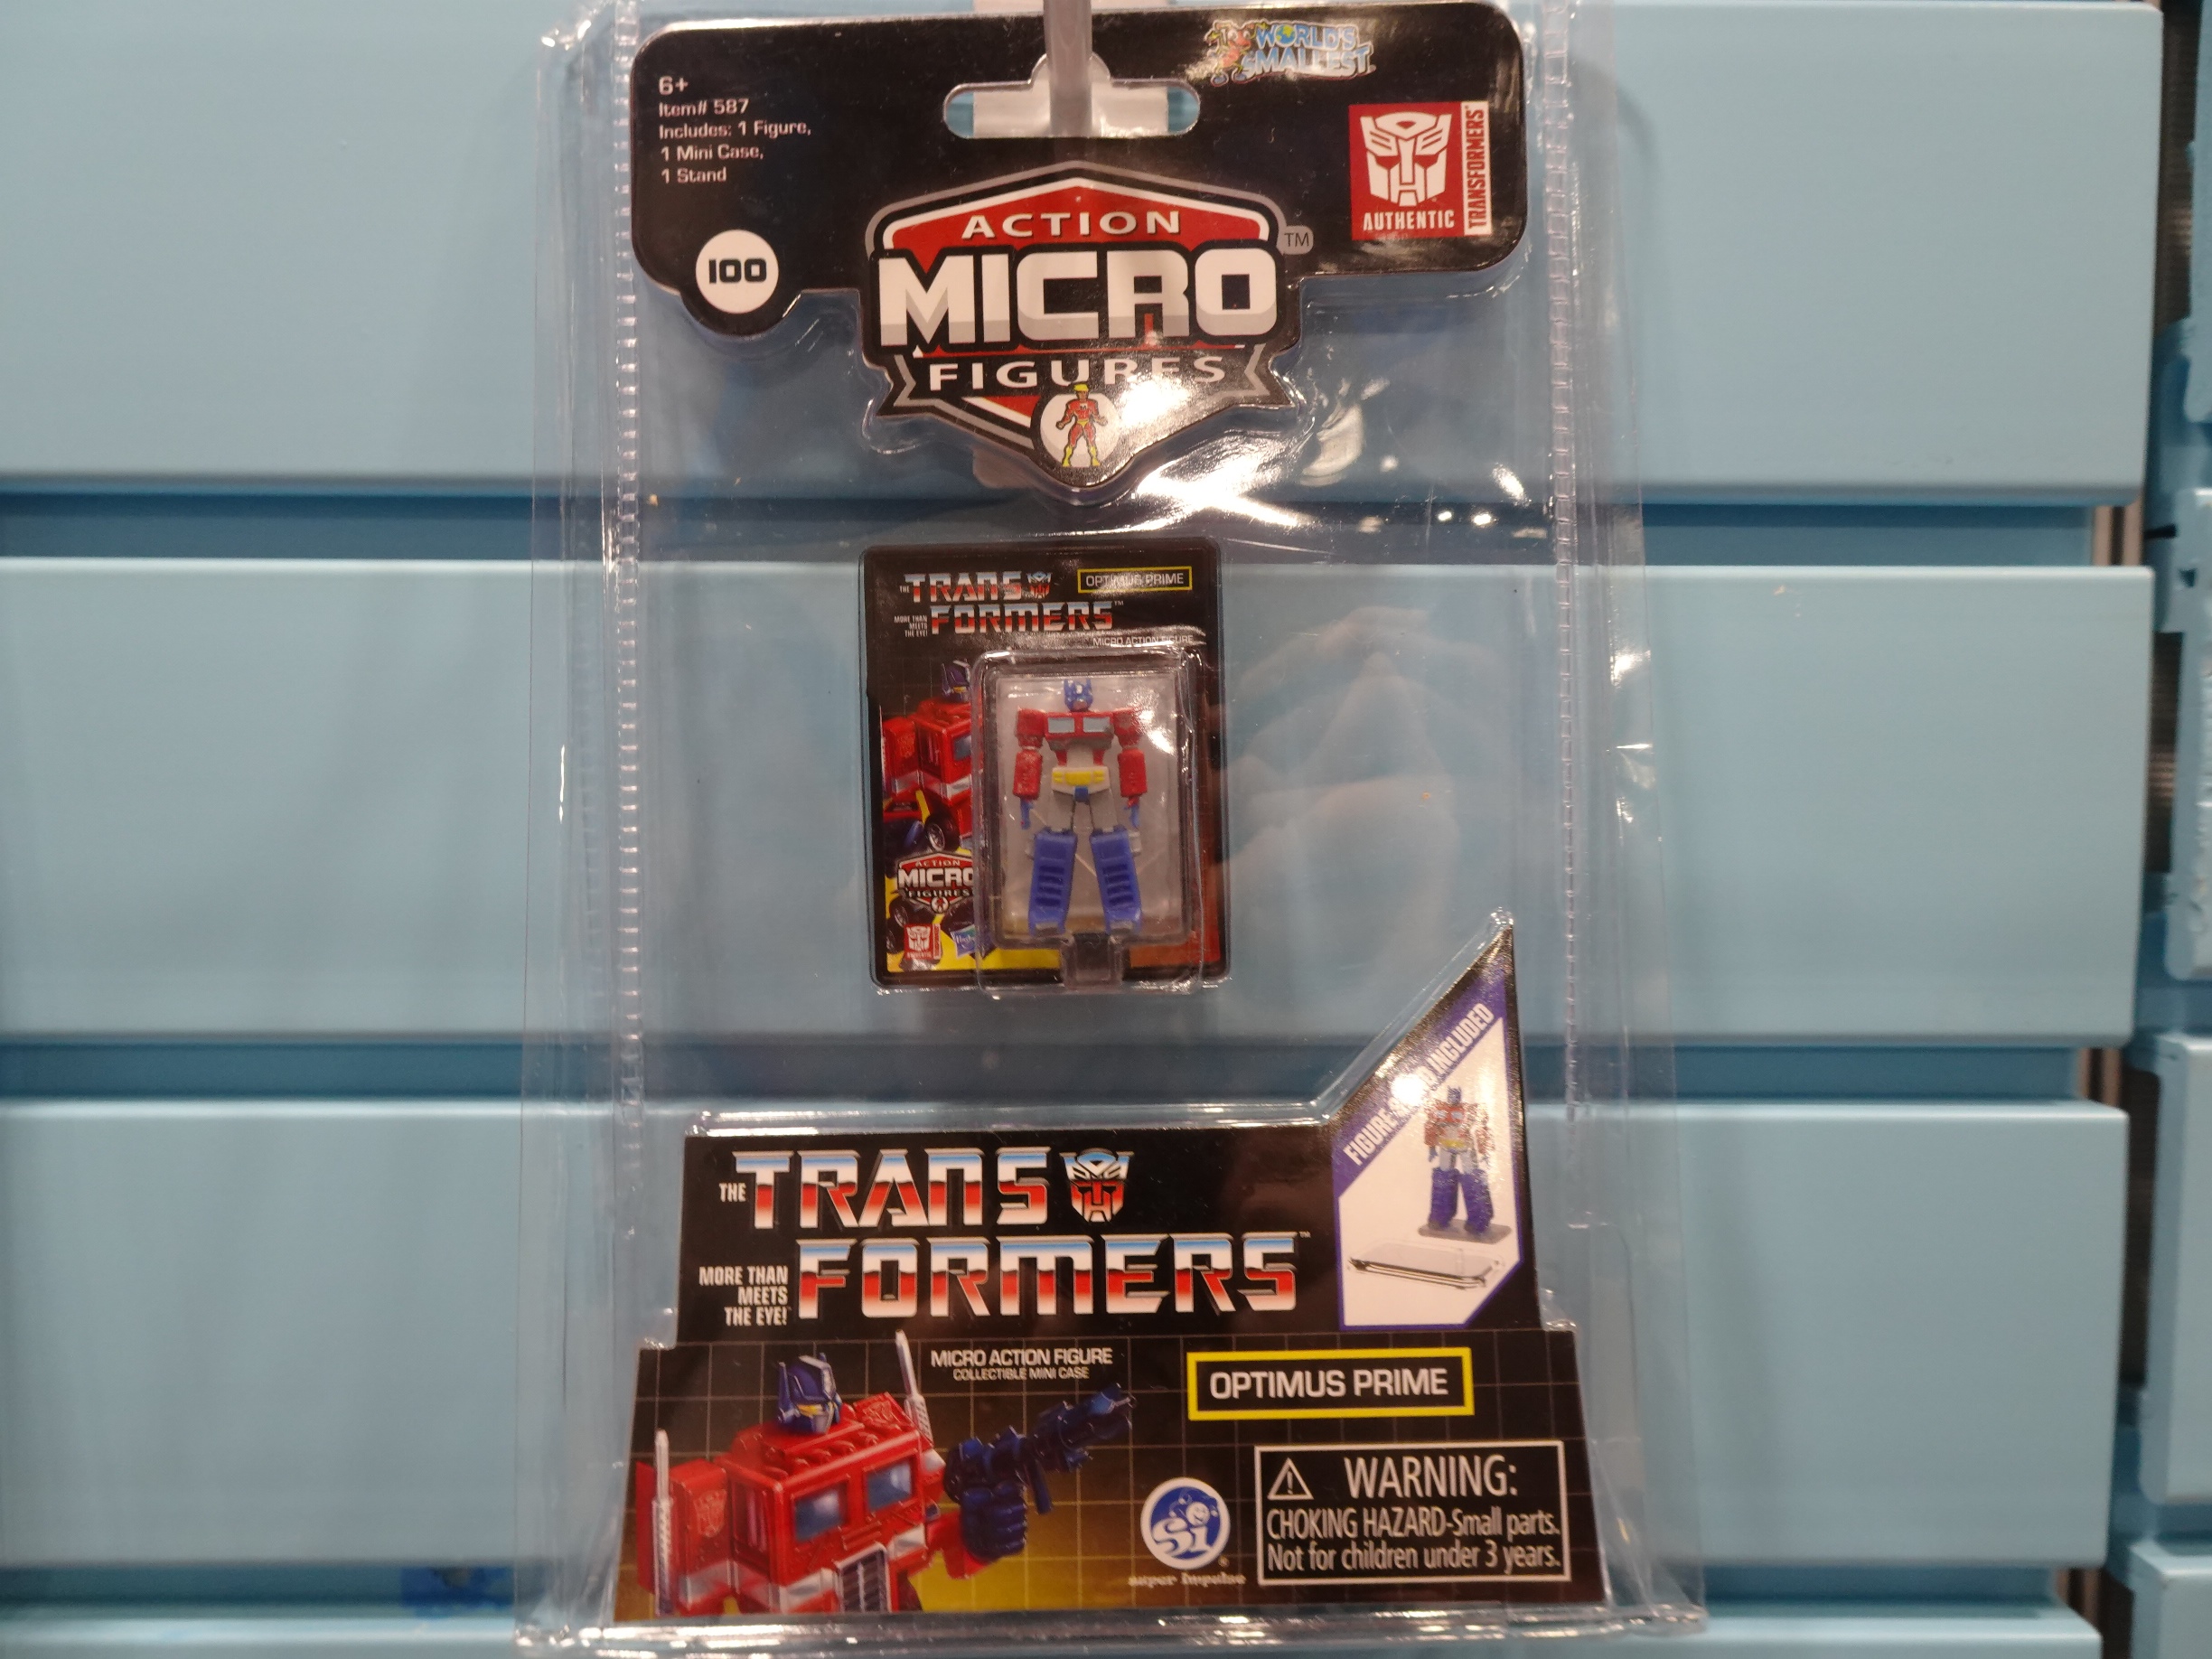 WORLD'S
SMALLEST
6+
Item# 587
Includes: 1 Figure,
1 Mini Case,
1 Stand
100
AUTHENTIC
TRANSFORMERS
ACTION
MICRO
FIGURES
TM
THE TRANS
FORMERS
MORE THAN
MEETS
THE EYE!
OPTIMUS PRIME
MICRO ACTION FIGURE
ACTION
MICRO
FIGURES
FIGURE INCLUDED
THE TRANS
FORMERS™
MORE THAN
MEETS
THE EYE!
MICRO ACTION FIGURE
COLLECTIBLE MINI CASE
OPTIMUS PRIME
Si
super impulse
WARNING:
CHOKING HAZARD-Small parts.
Not for children under 3 years.